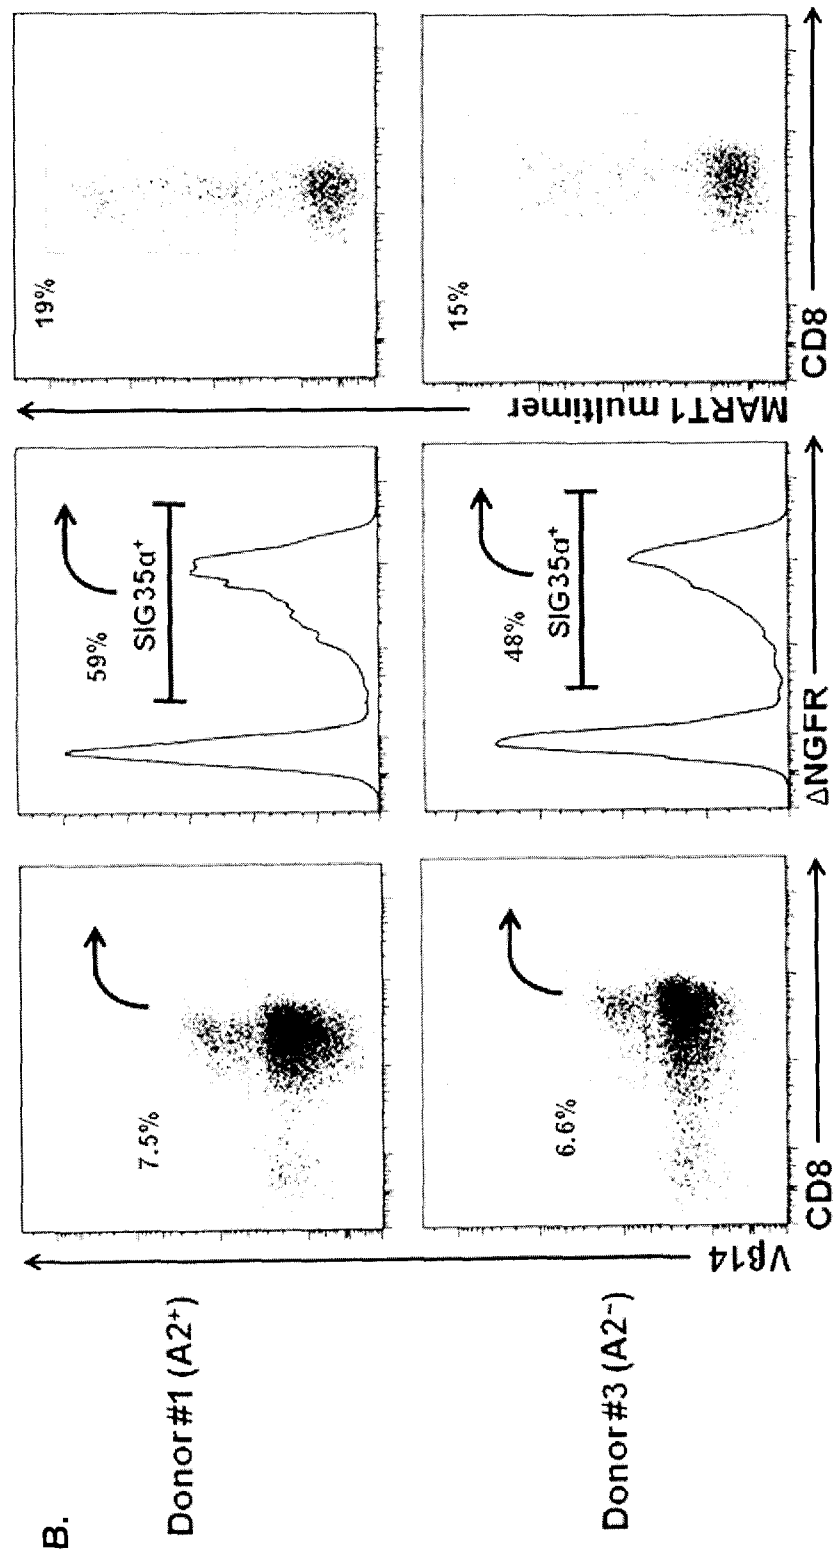 B.
Donor#1 (A2⁺)
7.5%
59%
SIG35α⁺
19%
Donor#3 (A2⁻)
6.6%
48%
SIG35α⁺
15%
Vβ14
MART1 multimer
CD8
ΔNGFR
CD8